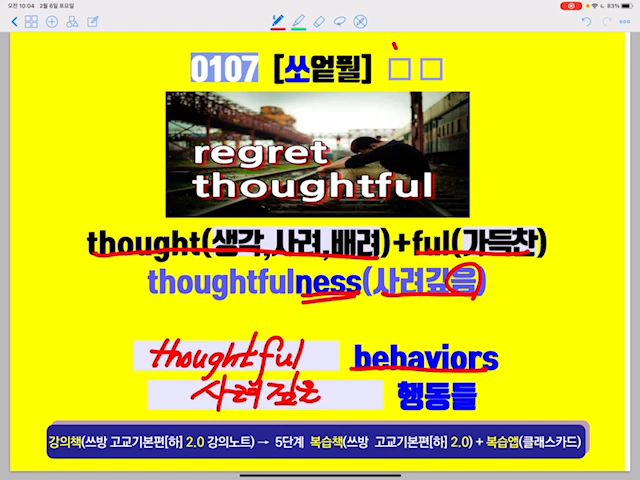 오전 10:04 2월 6일 토요일 83%
0107 [쏘얻풜] □ □
regret
thoughtful
thought(생각,사려,배려)+ful(가득찬)
thoughtfulness(사려깊음)
thoughtful behaviors
사려깊은 행동들
강의책(쓰방 고교기본편[하] 2.0 강의노트) → 5단계 복습책(쓰방 고교기본편[하] 2.0) + 복습앱(클래스카드)